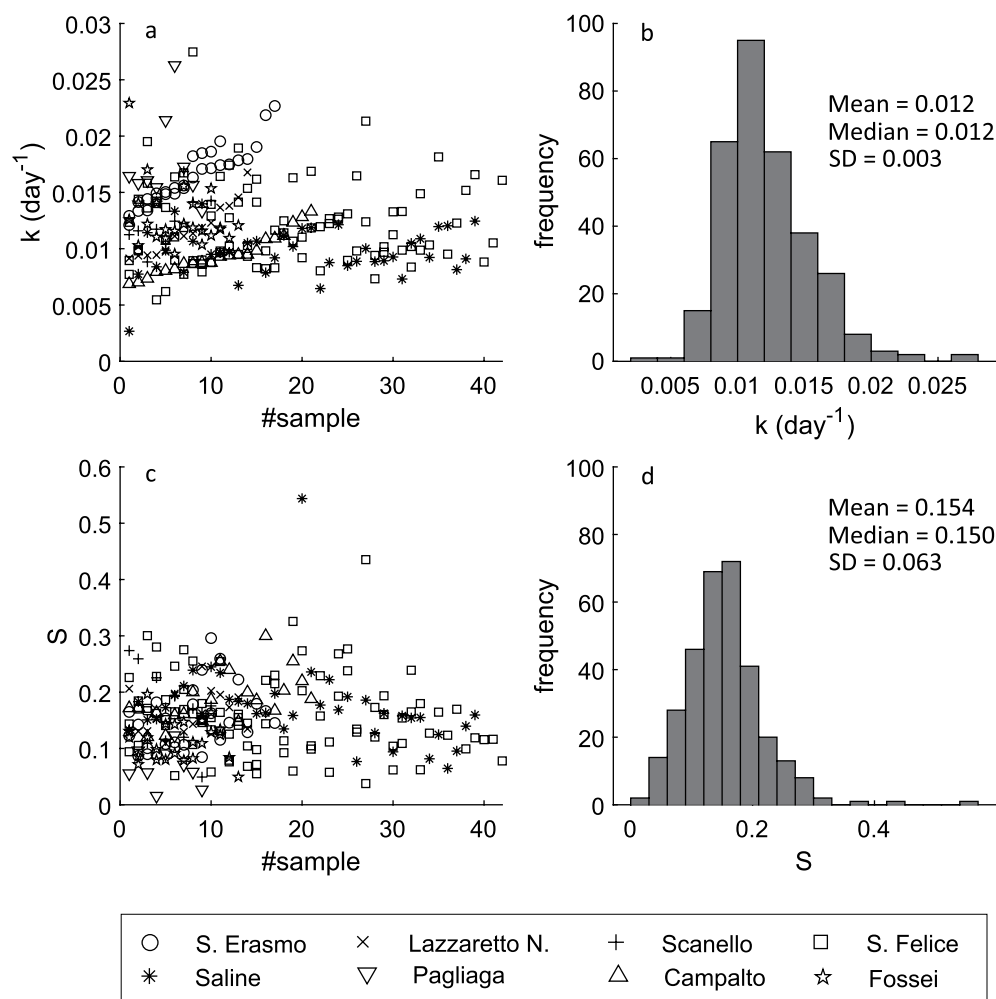 a
0.03
0.025
0.02
0.015
0.01
0.005
0
k (day-1)
0 10 20 30 40
#sample
b
100
80
60
40
20
0
frequency
Mean = 0.012
Median = 0.012
SD = 0.003
0.005 0.01 0.015 0.02 0.025
k (day-1)
c
0.6
0.5
0.4
0.3
0.2
0.1
0
S
0 10 20 30 40
#sample
d
100
80
60
40
20
0
frequency
Mean = 0.154
Median = 0.150
SD = 0.063
0 0.2 0.4
S
S. Erasmo Lazzaretto N. Scanello S. Felice
Saline Pagliaga Campalto Fossei